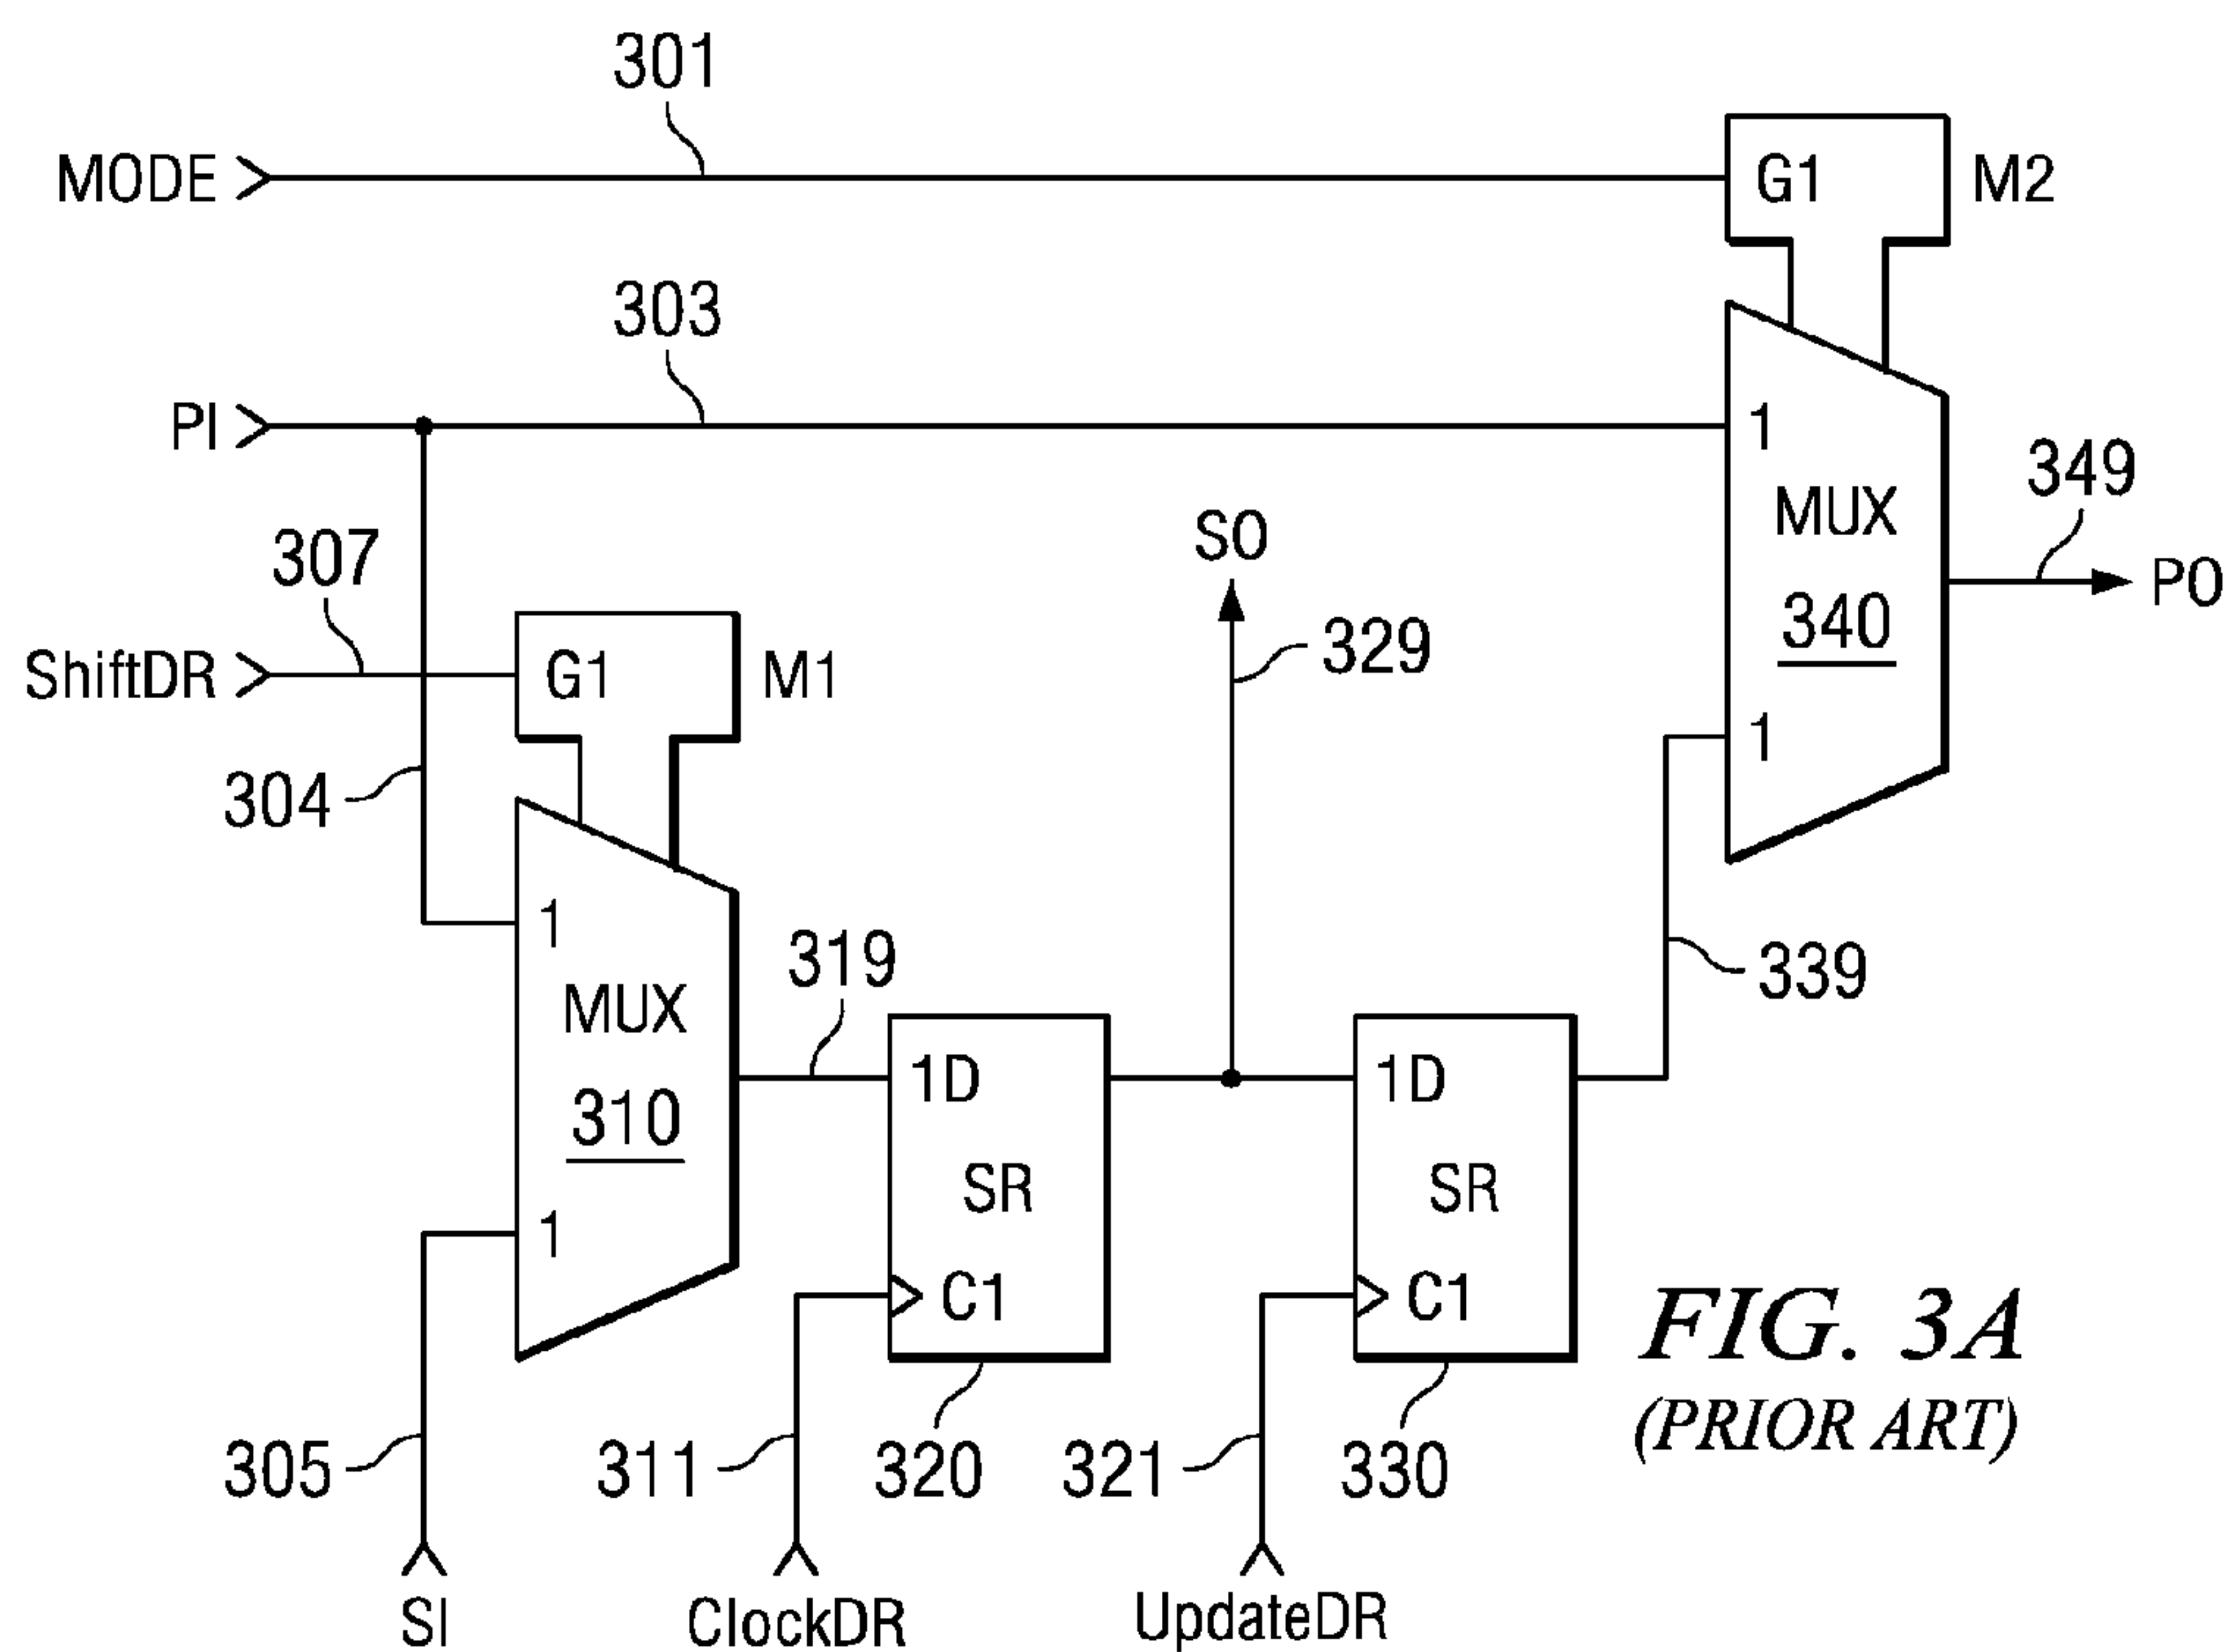 301
MODE
G1
M2
303
PI
1
349
SO
MUX
307
PO
340
329
ShiftDR
G1
M1
1
304
1
319
339
MUX
1D
1D
310
SR
SR
1
C1
C1
FIG. 3A
(PRIOR ART)
305
311
320
321
330
SI
ClockDR
UpdateDR